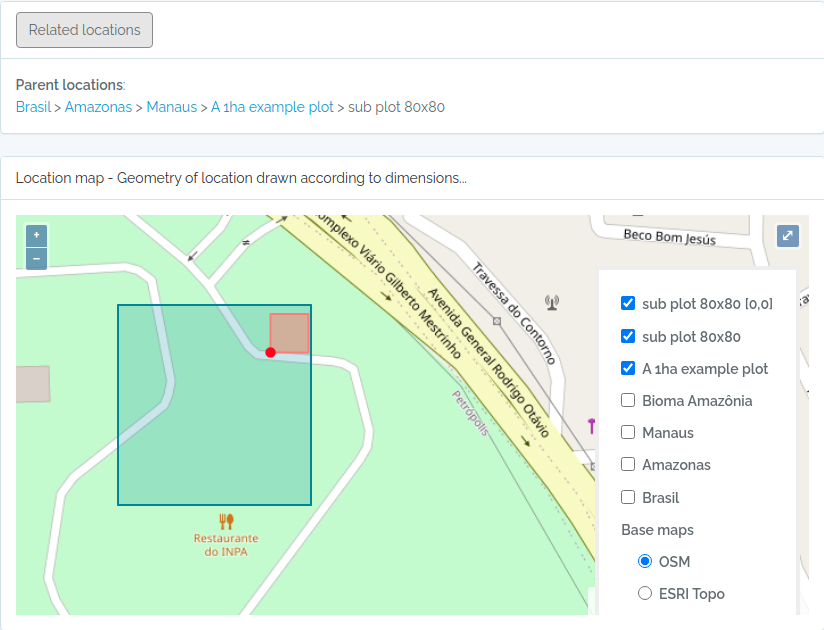 Related locations
Parent locations:
Brasil > Amazonas > Manaus > A 1ha example plot > sub plot 80x80
Location map - Geometry of location drawn according to dimensions...
+
−
Complexo Viário Gilberto Mestrinho
Avenida General Rodrigo Otávio
Travessa do Contorno
Beco Bom Jesús
Petrópolis
Restaurante
do INPA
sub plot 80x80 [0,0]
sub plot 80x80
A 1ha example plot
Bioma Amazônia
Manaus
Amazonas
Brasil
Base maps
OSM
ESRI Topo